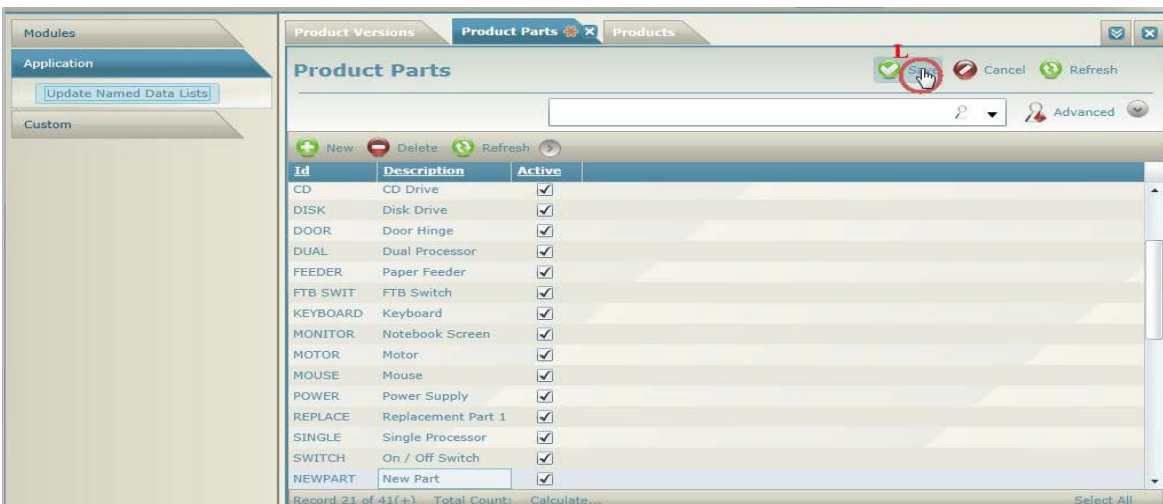 Modules
Application
Update Named Data Lists
Custom
Product Versions Product Parts Products
L
Product Parts Save Cancel Refresh
Advanced
New Delete Refresh
Id Description Active
CD CD Drive
DISK Disk Drive
DOOR Door Hinge
DUAL Dual Processor
FEEDER Paper Feeder
FTB SWIT FTB Switch
KEYBOARD Keyboard
MONITOR Notebook Screen
MOTOR Motor
MOUSE Mouse
POWER Power Supply
REPLACE Replacement Part 1
SINGLE Single Processor
SWITCH On / Off Switch
NEWPART New Part
Record 21 of 41(+) Total Count: Calculate... Select All